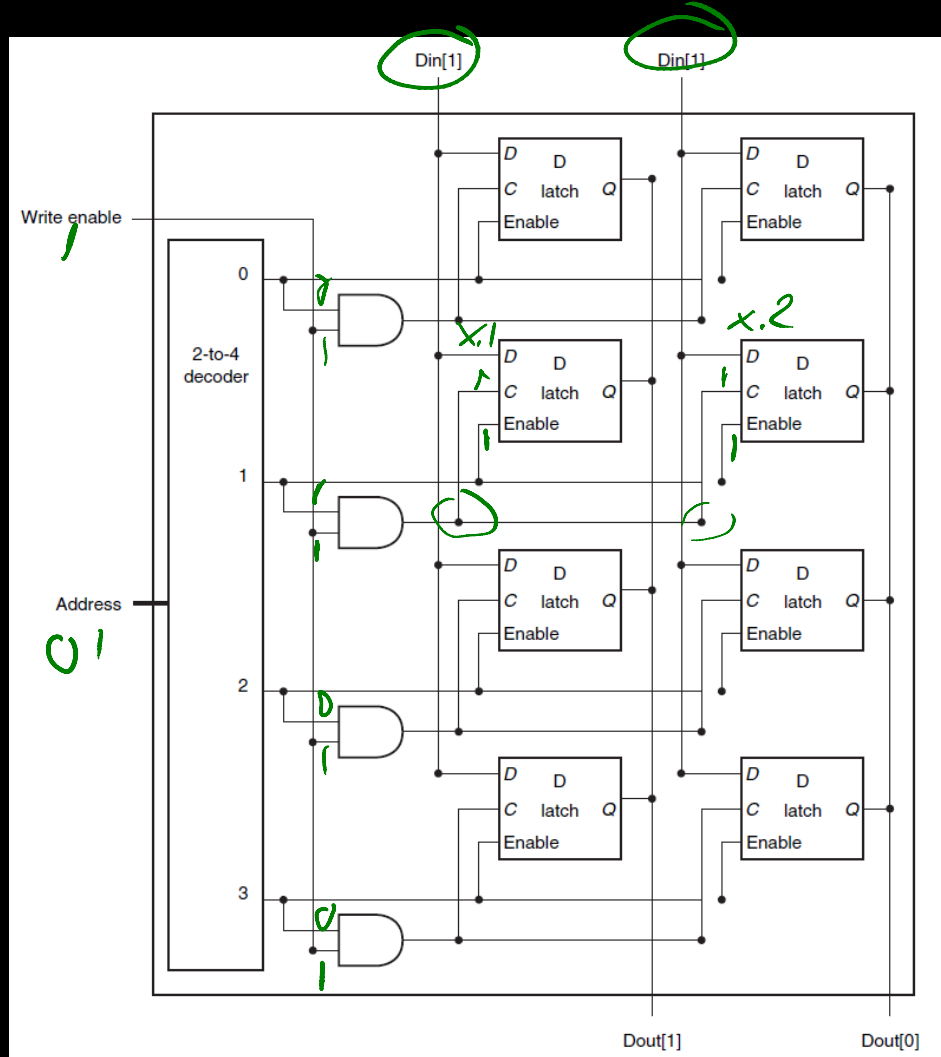 Din[1] Din[1]
D D D D
C latch Q C latch Q
Write enable
Enable Enable
1
0
0
1
x.1 x.2
D D D D
2-to-4
decoder
1 C latch Q 1 C latch Q
Enable Enable
1 1
1
1
1
D D D D
Address
C latch Q C latch Q
01
Enable Enable
2
0
1
D D D D
C latch Q C latch Q
Enable Enable
3
0
1
Dout[1] Dout[0]